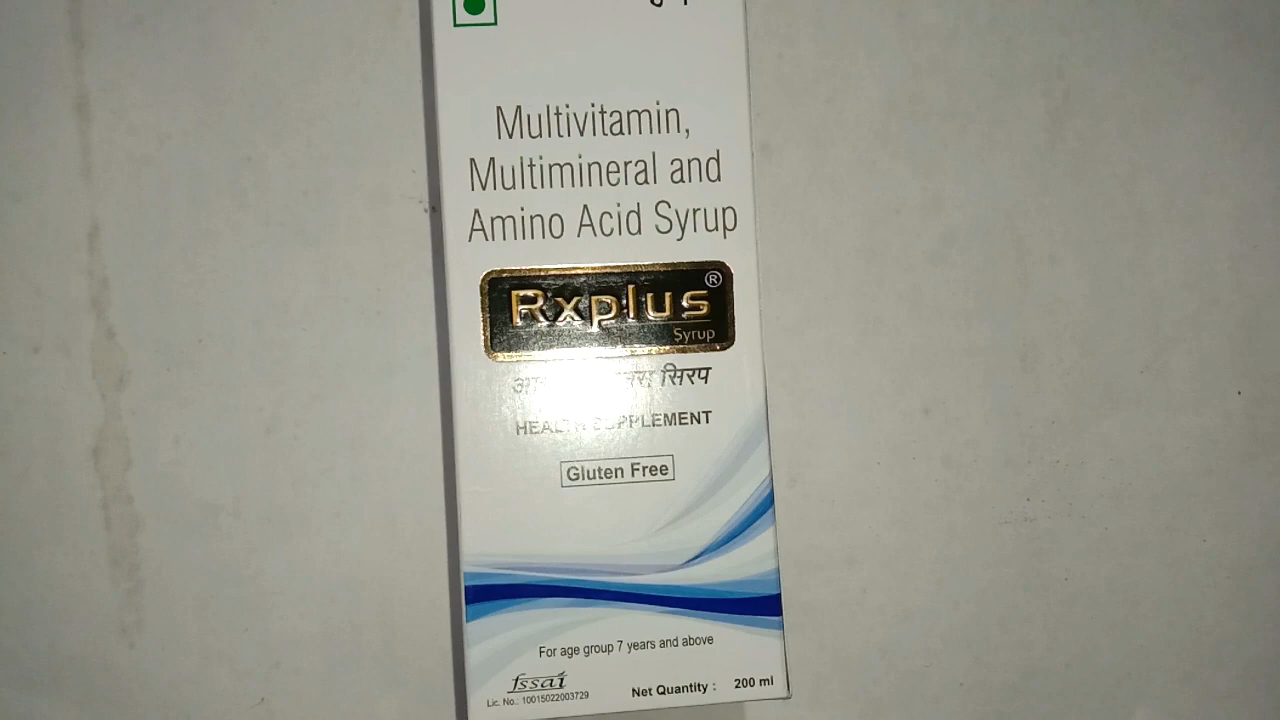 Multivitamin,
Multimineral and
Amino Acid Syrup
Rxplus®
Syrup
सिरप
HEALTH SUPPLEMENT
Gluten Free
For age group 7 years and above
fssai
Lic. No.: 10015022003729
Net Quantity : 200 ml